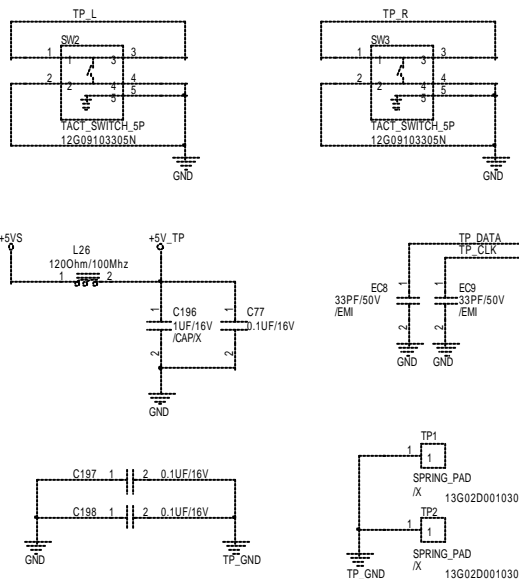 TP_L
SW2
1
3
1
3
2
4
2
4
5
5
TACT_SWITCH_5P
12G09103305N
GND
TP_R
SW3
1
3
1
3
2
4
2
4
5
5
TACT_SWITCH_5P
12G09103305N
GND
+5VS
L26
120Ohm/100Mhz
1
2
+5V_TP
1
C196
1UF/16V
/CAP/X
2
1
C77
0.1UF/16V
2
GND
TP_DATA
TP_CLK
1
EC8
33PF/50V
/EMI
2
GND
1
EC9
33PF/50V
/EMI
2
GND
C197 1 2 0.1UF/16V
C198 1 2 0.1UF/16V
GND
TP_GND
TP1
1
1
SPRING_PAD
/X
13G02D001030
TP2
1
1
SPRING_PAD
/X
13G02D001030
TP_GND